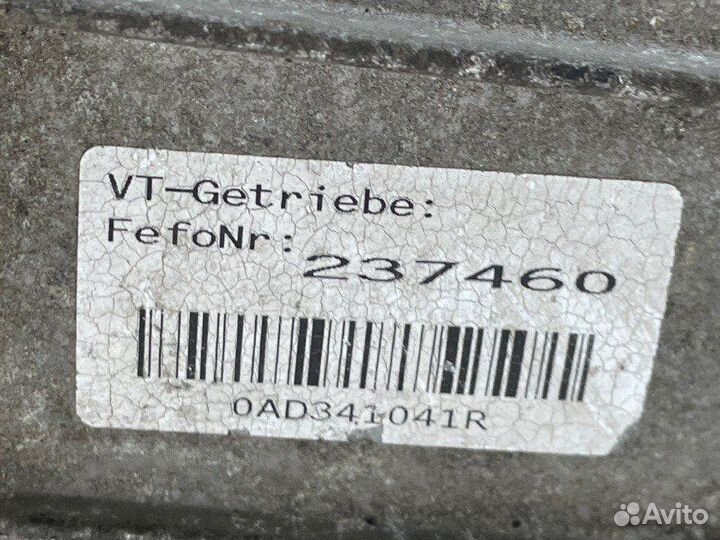 VT-Getriebe:
FefoNr:
237460
0AD341041R
Avito